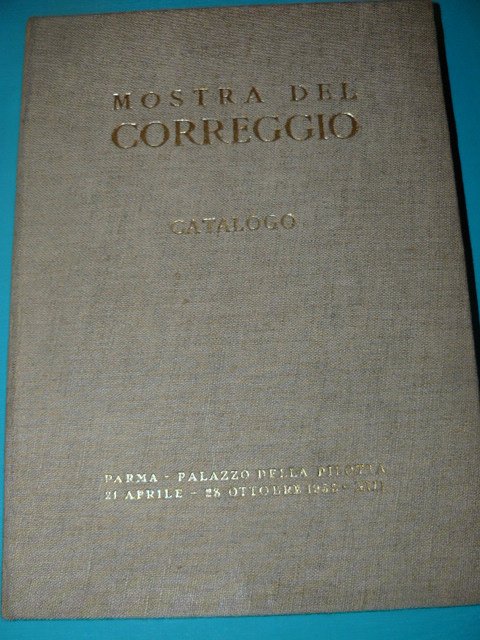 MOSTRA DEL
CORREGGIO
CATALOGO
PARMA - PALAZZO DELLA PILOTTA
21 APRILE - 28 OTTOBRE